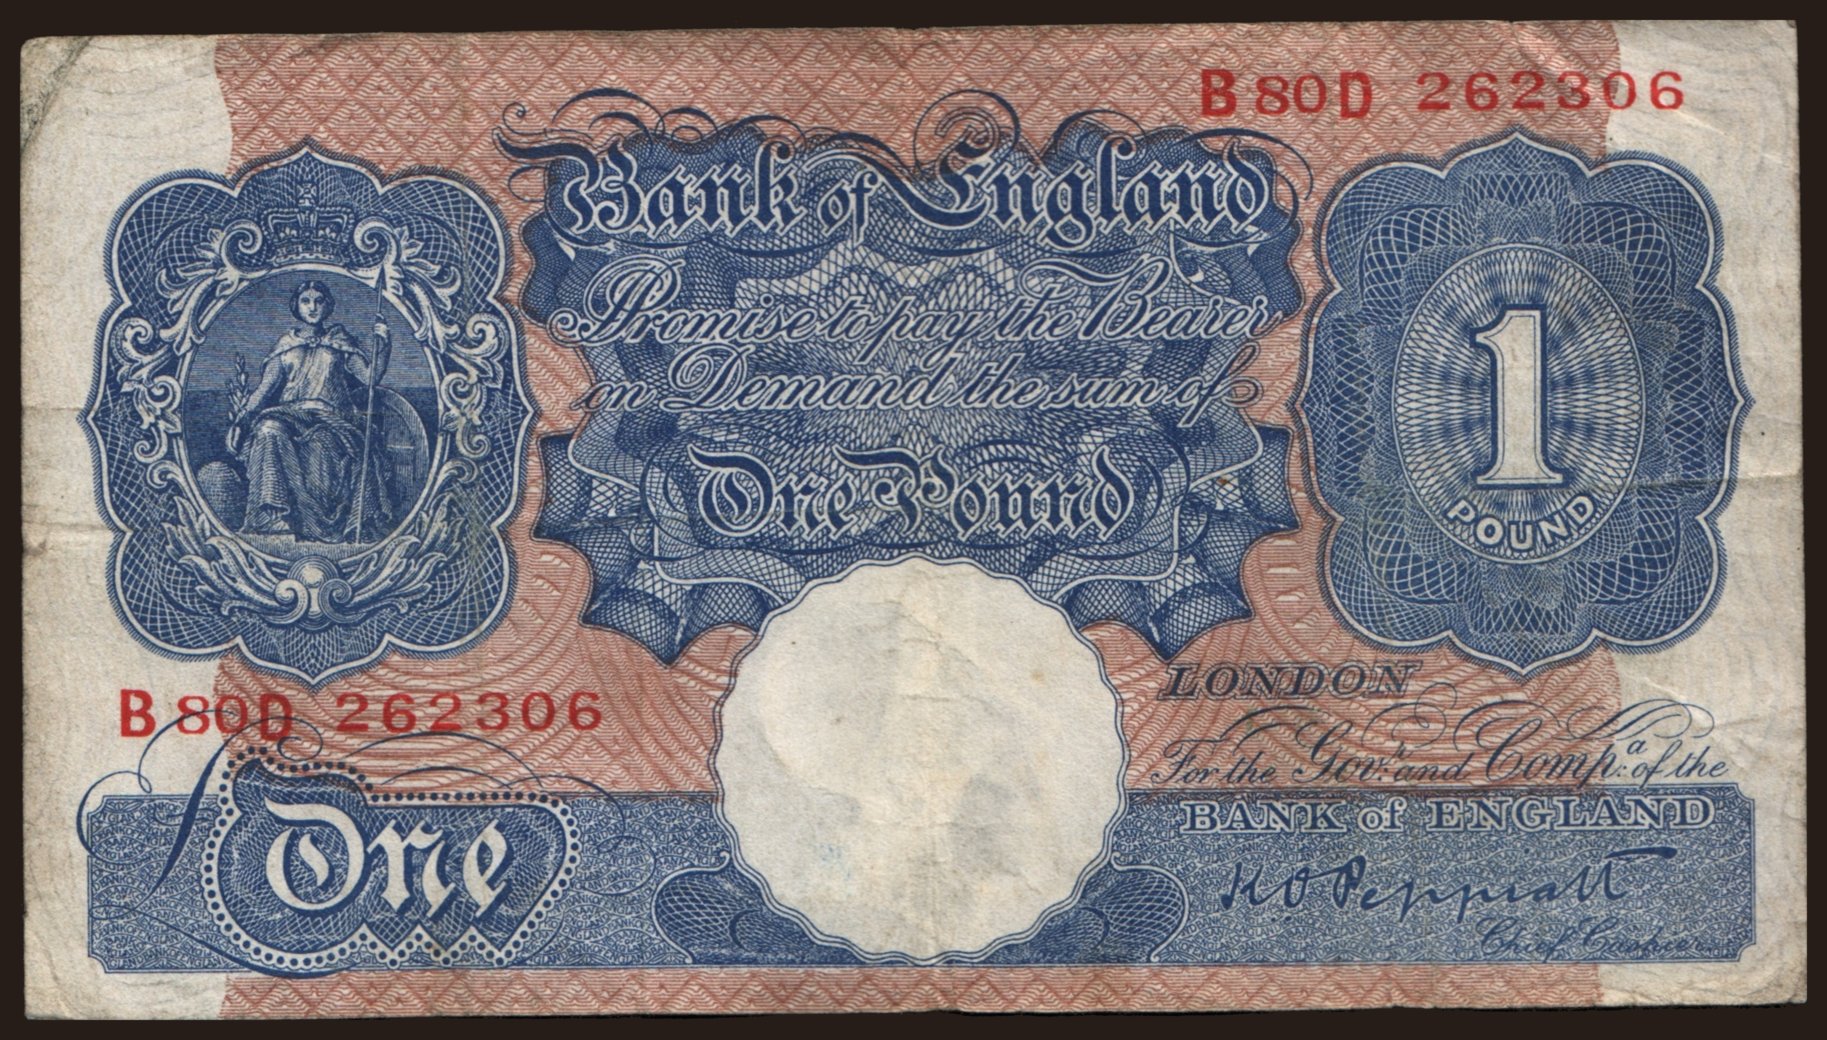 B80D 262306
Bank of England
Promise to pay the Bearer
on Demand the sum of
One Pound
1
POUND
LONDON
B80D 262306
For the Govr. and Compa. of the
BANK of ENGLAND
One
K O Peppiatt
Chief Cashier